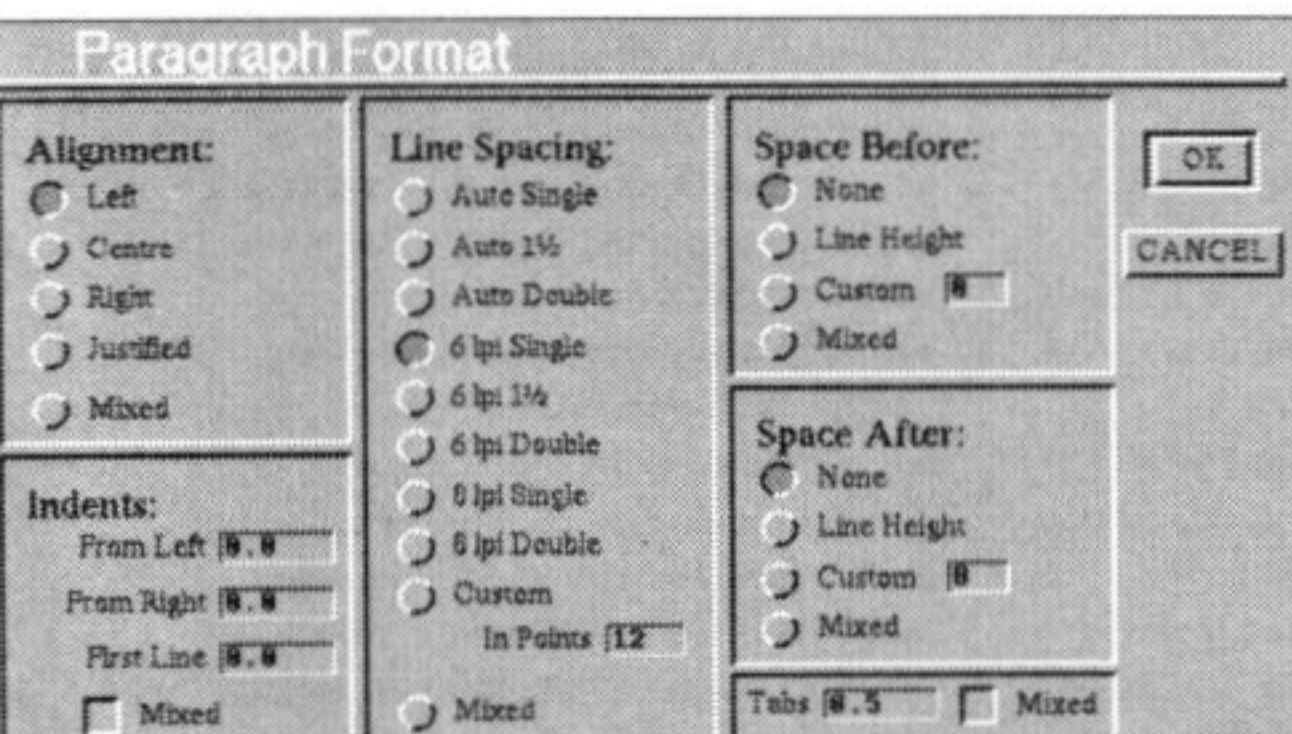 Paragraph Format
Alignment:
Left
Centre
Right
Justified
Mixed
Indents:
From Left 0.0
From Right 0.0
First Line 0.0
Mixed
Line Spacing:
Auto Single
Auto 1½
Auto Double
6 lpi Single
6 lpi 1½
6 lpi Double
8 lpi Single
8 lpi Double
Custom
In Points 12
Mixed
Space Before:
None
Line Height
Custom 0
Mixed
Space After:
None
Line Height
Custom 0
Mixed
Tabs 0.5 Mixed
OK
CANCEL